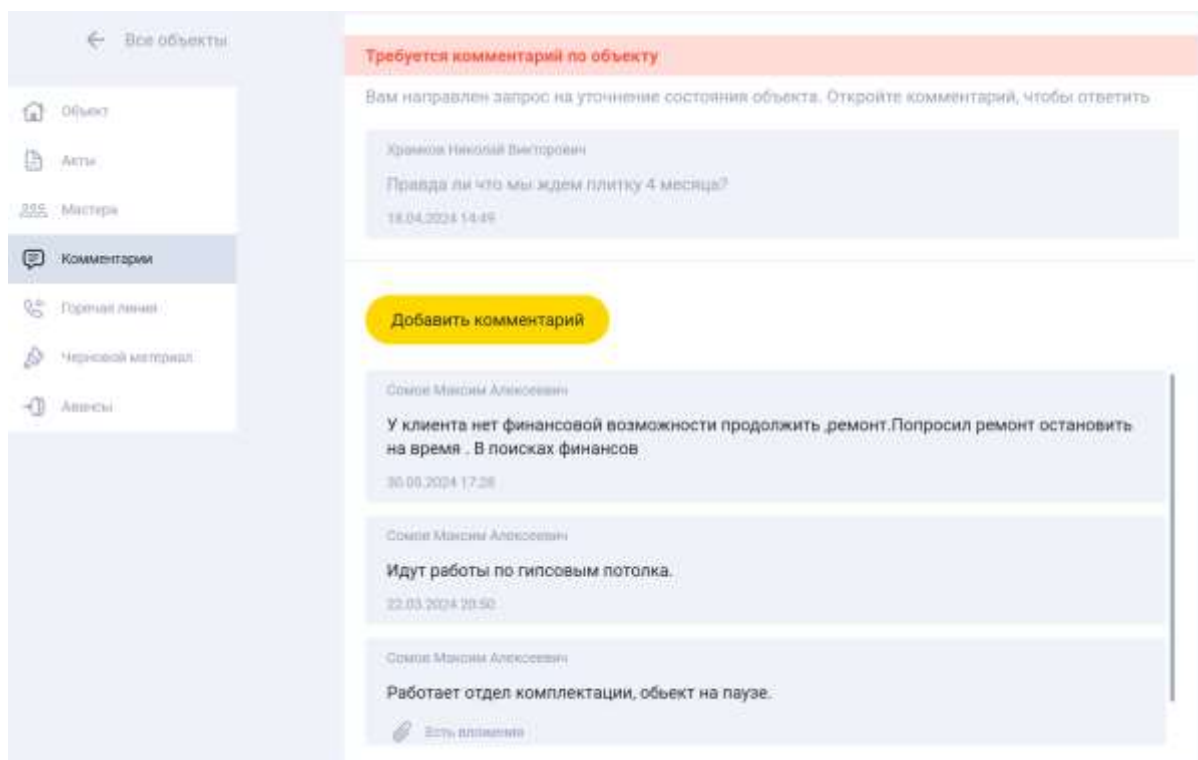 Все объекты
Объект
Акты
Мастера
Комментарии
Горячая линия
Черновой материал
Авансы
Требуется комментарий по объекту
Вам направлен запрос на уточнение состояния объекта. Откройте комментарий, чтобы ответить
Храмков Николай Викторович
Правда ли что мы ждем плитку 4 месяца?
18.04.2024 14:49
Добавить комментарий
Сомов Максим Алексеевич
У клиента нет финансовой возможности продолжить ,ремонт.Попросил ремонт остановить
на время . В поисках финансов
17:28
Сомов Максим Алексеевич
Идут работы по гипсовым потолка.
22.03.2024 20:50
Сомов Максим Алексеевич
Работает отдел комплектации, обьект на паузе.
Есть вложения